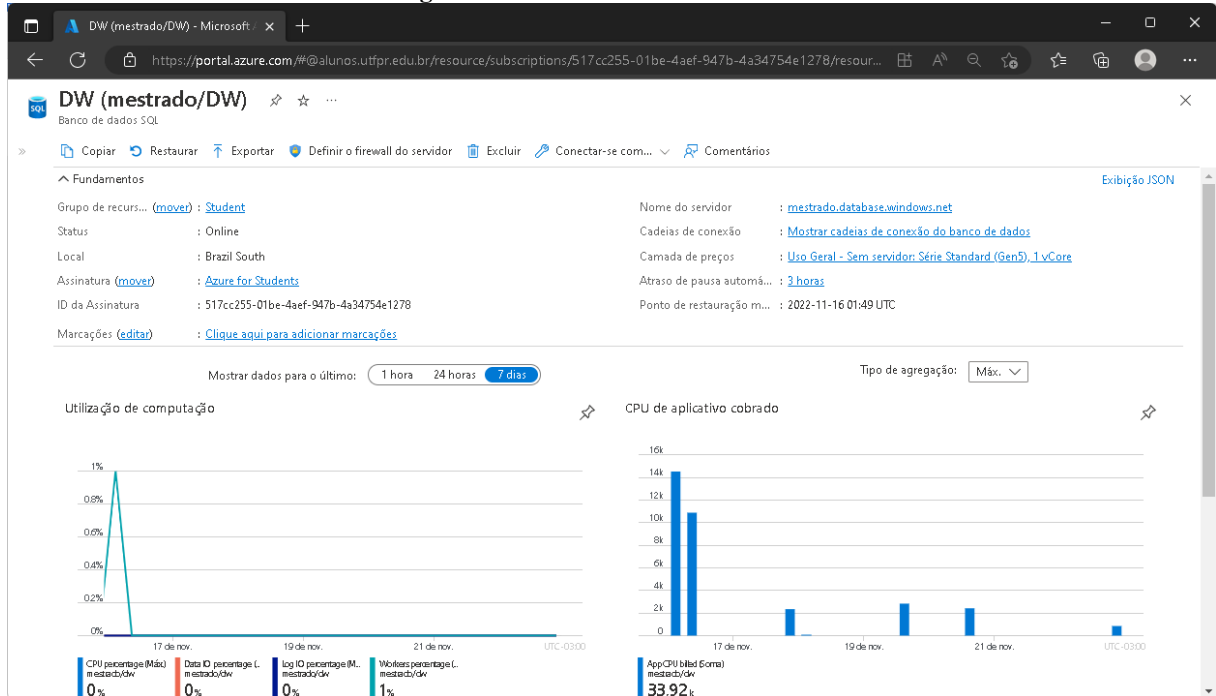 DW (mestrado/DW) - Microsoft A
https://portal.azure.com/#@alunos.utfpr.edu.br/resource/subscriptions/517cc255-01be-4aef-947b-4a34754e1278/resour...
DW (mestrado/DW)
SQL
Banco de dados SQL
Copiar Restaurar Exportar Definir o firewall do servidor Excluir Conectar-se com... Comentários
Fundamentos Exibição JSON
Grupo de recurs... (mover) : Student
Nome do servidor : mestrado.database.windows.net
Status : Online
Cadeias de conexão : Mostrar cadeias de conexão do banco de dados
Local : Brazil South
Camada de preços : Uso Geral - Sem servidor: Série Standard (Gen5), 1 vCore
Assinatura (mover) : Azure for Students
Atraso de pausa automá... : 3 horas
ID da Assinatura : 517cc255-01be-4aef-947b-4a34754e1278
Ponto de restauração m... : 2022-11-16 01:49 UTC
Marcações (editar) : Clique aqui para adicionar marcações
Mostrar dados para o último: 1 hora 24 horas 7 dias
Tipo de agregação: Máx.
Utilização de computação
1%
0.8%
0.6%
0.4%
0.2%
0%
17 de nov. 19 de nov. 21 de nov. UTC-03:00
CPU percentage (Máx.)
mestrado/dw
0%
Data IO percentage (..
mestrado/dw
0%
Log IO percentage (M..
mestrado/dw
0%
Workers percentage (..
mestrado/dw
1%
CPU de aplicativo cobrado
16k
14k
12k
10k
8k
6k
4k
2k
0
17 de nov. 19 de nov. 21 de nov. UTC-03:00
App CPU billed (Soma)
mestrado/dw
33.92k